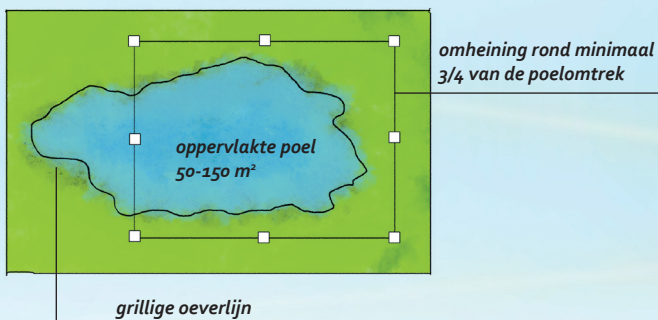 omheining rond minimaal
3/4 van de poelomtrek
oppervlakte poel
50-150 m²
grillige oeverlijn